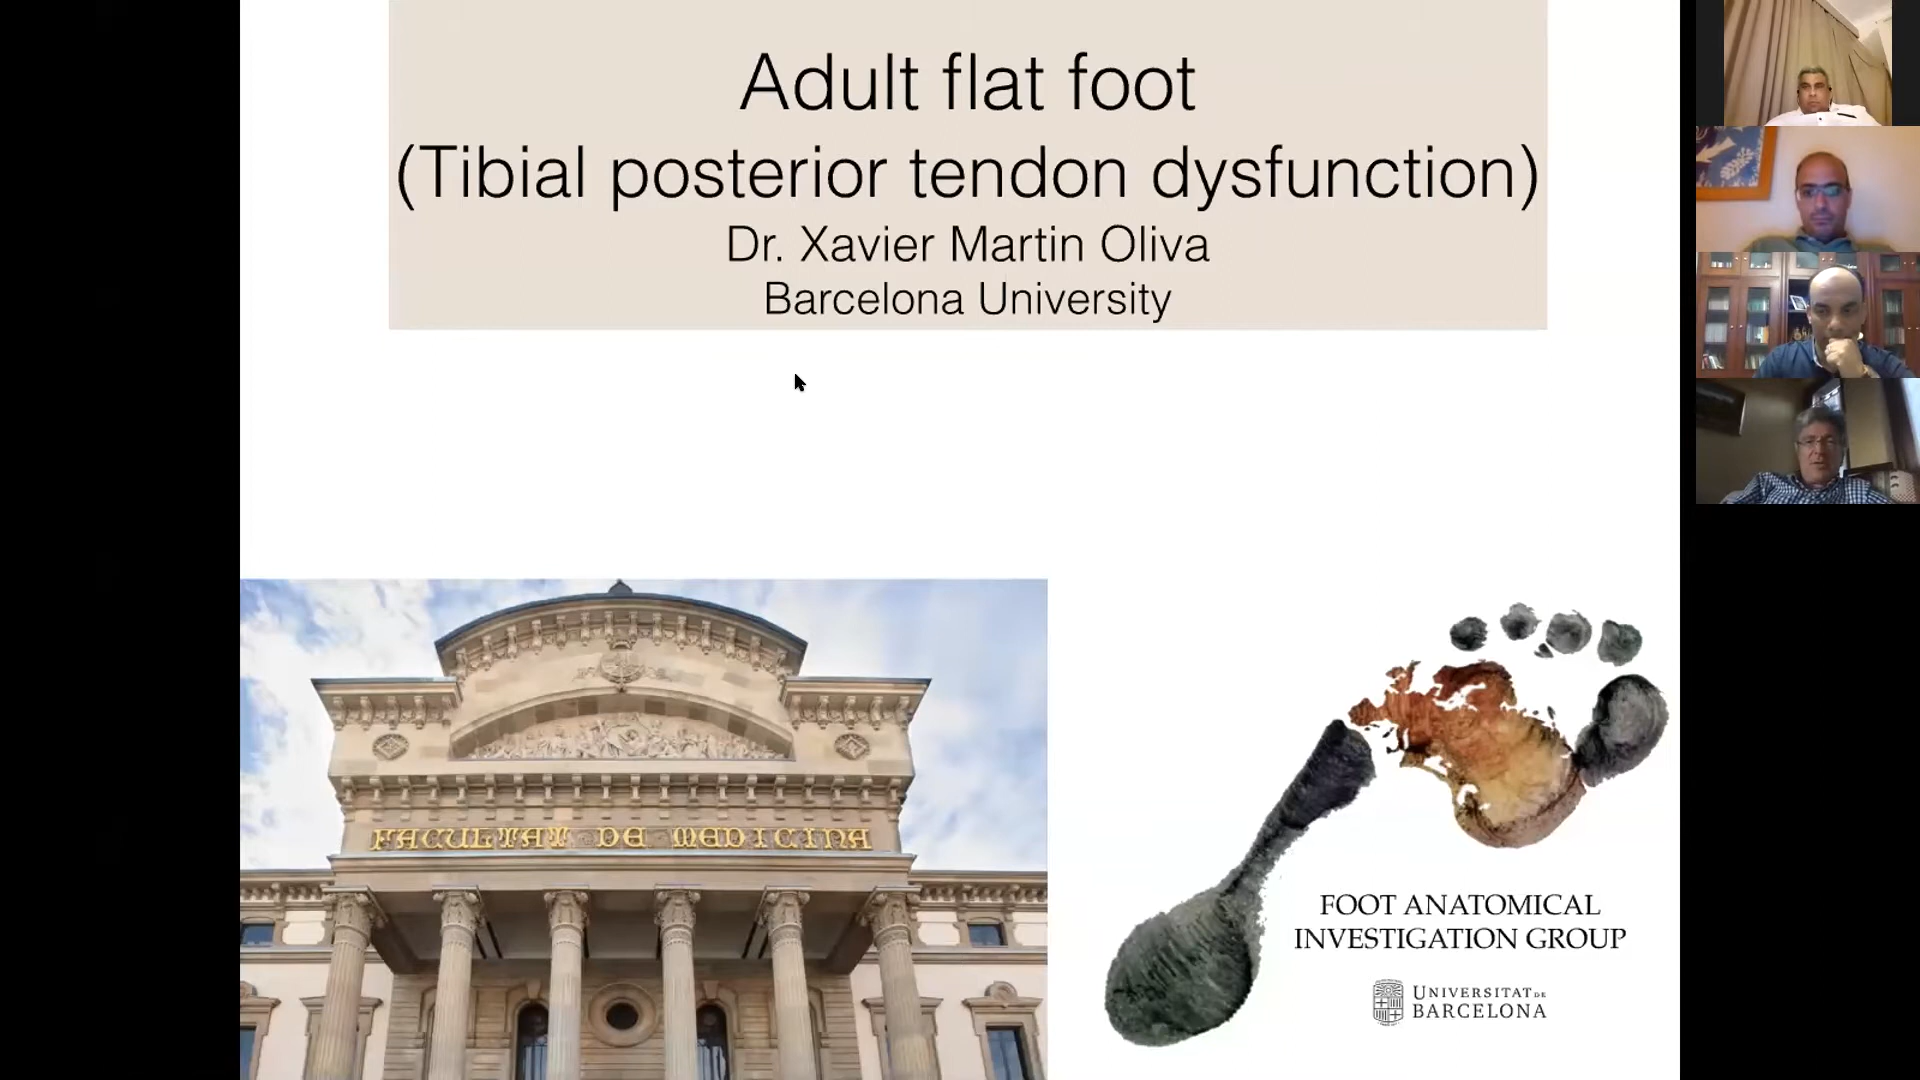 Adult flat foot
(Tibial posterior tendon dysfunction)
Dr. Xavier Martin Oliva
Barcelona University
FACULTAT DE MEDICINA
FOOT ANATOMICAL
INVESTIGATION GROUP
UNIVERSITAT DE
BARCELONA